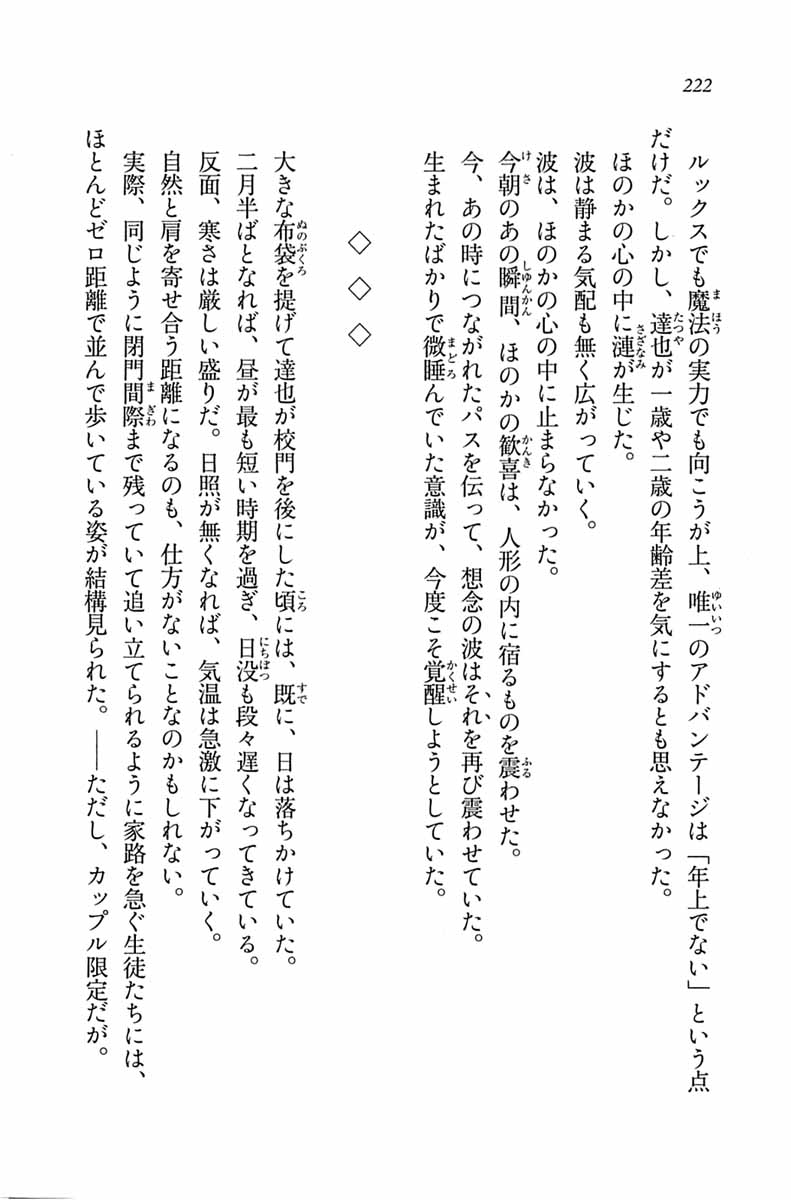 222
ルックスでも魔法の実力でも向こうが上、唯一のアドバンテージは「年上でない」という点
だけだ。しかし、達也が一歳や二歳の年齢差を気にするとも思えなかった。
ほのかの心の中に漣が生じた。
波は静まる気配も無く広がっていく。
波は、ほのかの心の中に止まらなかった。
今朝のあの瞬間、ほのかの歓喜は、人形の内に宿るものを震わせた。
今、あの時につながれたパスを伝って、想念の波はそれを再び震わせていた。
生まれたばかりで微睡んでいた意識が、今度こそ覚醒しようとしていた。
◇◇◇
大きな布袋を提げて達也が校門を後にした頃には、既に、日は落ちかけていた。
二月半ばとなれば、昼が最も短い時期を過ぎ、日没も段々遅くなってきている。
反面、寒さは厳しい盛りだ。日照が無くなれば、気温は急激に下がっていく。
自然と肩を寄せ合う距離になるのも、仕方がないことなのかもしれない。
実際、同じように閉門間際まで残っていて追い立てられるように家路を急ぐ生徒たちには、
ほとんどゼロ距離で並んで歩いている姿が結構見られた。――ただし、カップル限定だが。